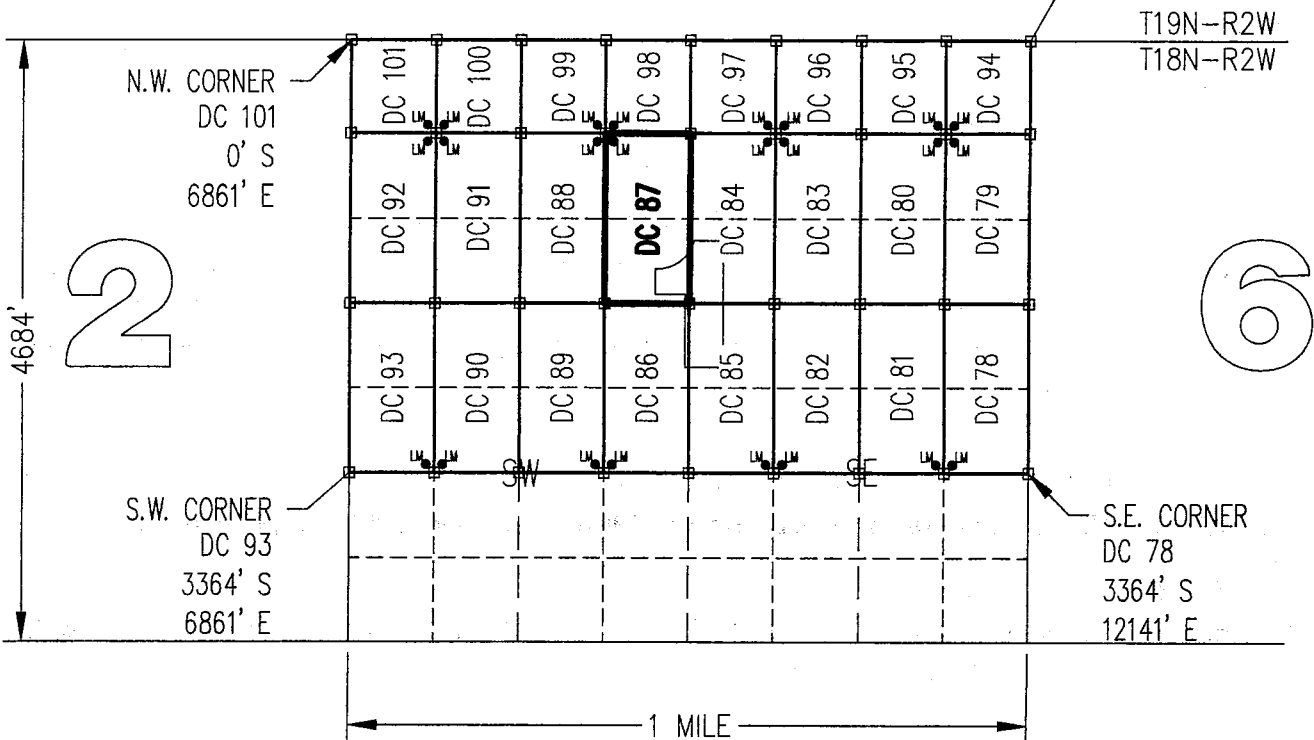 T19N-R2W
T18N-R2W
N.W. CORNER
DC 101
0' S
6861' E
DC 101
DC 100
DC 99
DC 98
DC 97
DC 96
DC 95
DC 94
LM LM
LM LM
LM LM
LM LM
LM LM
LM LM
LM LM
LM LM
DC 92
DC 91
DC 88
DC 87
DC 84
DC 83
DC 80
DC 79
2
6
4684'
DC 93
DC 90
DC 89
DC 86
DC 85
DC 82
DC 81
DC 78
LM LM
LM LM
LM LM
LM LM
SW
SE
S.W. CORNER
DC 93
3364' S
6861' E
S.E. CORNER
DC 78
3364' S
12141' E
1 MILE